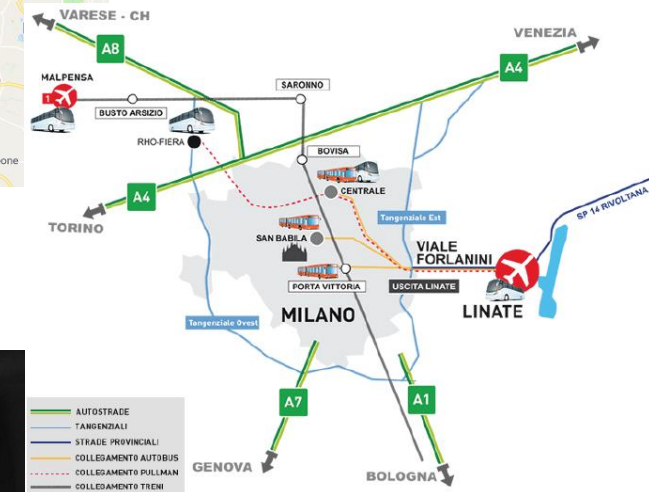 VARESE - CH
A8
VENEZIA
A4
MALPENSA
1
SARONNO
BUSTO ARSIZIO
RHO-FIERA
BOVISA
CENTRALE
A4
TORINO
SP 14 RIVOLTANA
Tangenziale Est
SAN BABILA
VIALE
FORLANINI
PORTA VITTORIA
USCITA LINATE
LINATE
MILANO
Tangenziale Ovest
A7
A1
GENOVA
BOLOGNA
AUTOSTRADE
TANGENZIALI
STRADE PROVINCIALI
COLLEGAMENTO AUTOBUS
COLLEGAMENTO PULLMAN
COLLEGAMENTO TRENI